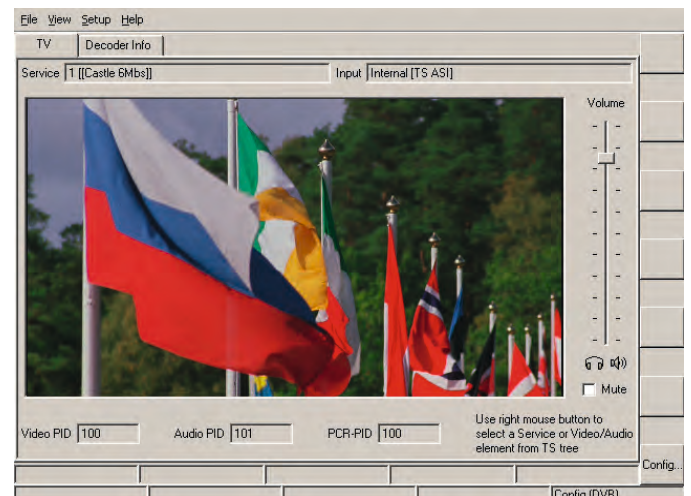 File View Setup Help
TV Decoder Info
Service 1 [[Castle 6Mbs]] Input Internal [TS ASI]
Volume
Mute
Video PID 100 Audio PID 101 PCR-PID 100
Use right mouse button to
select a Service or Video/Audio
element from TS tree
Config...
Config (DVB)